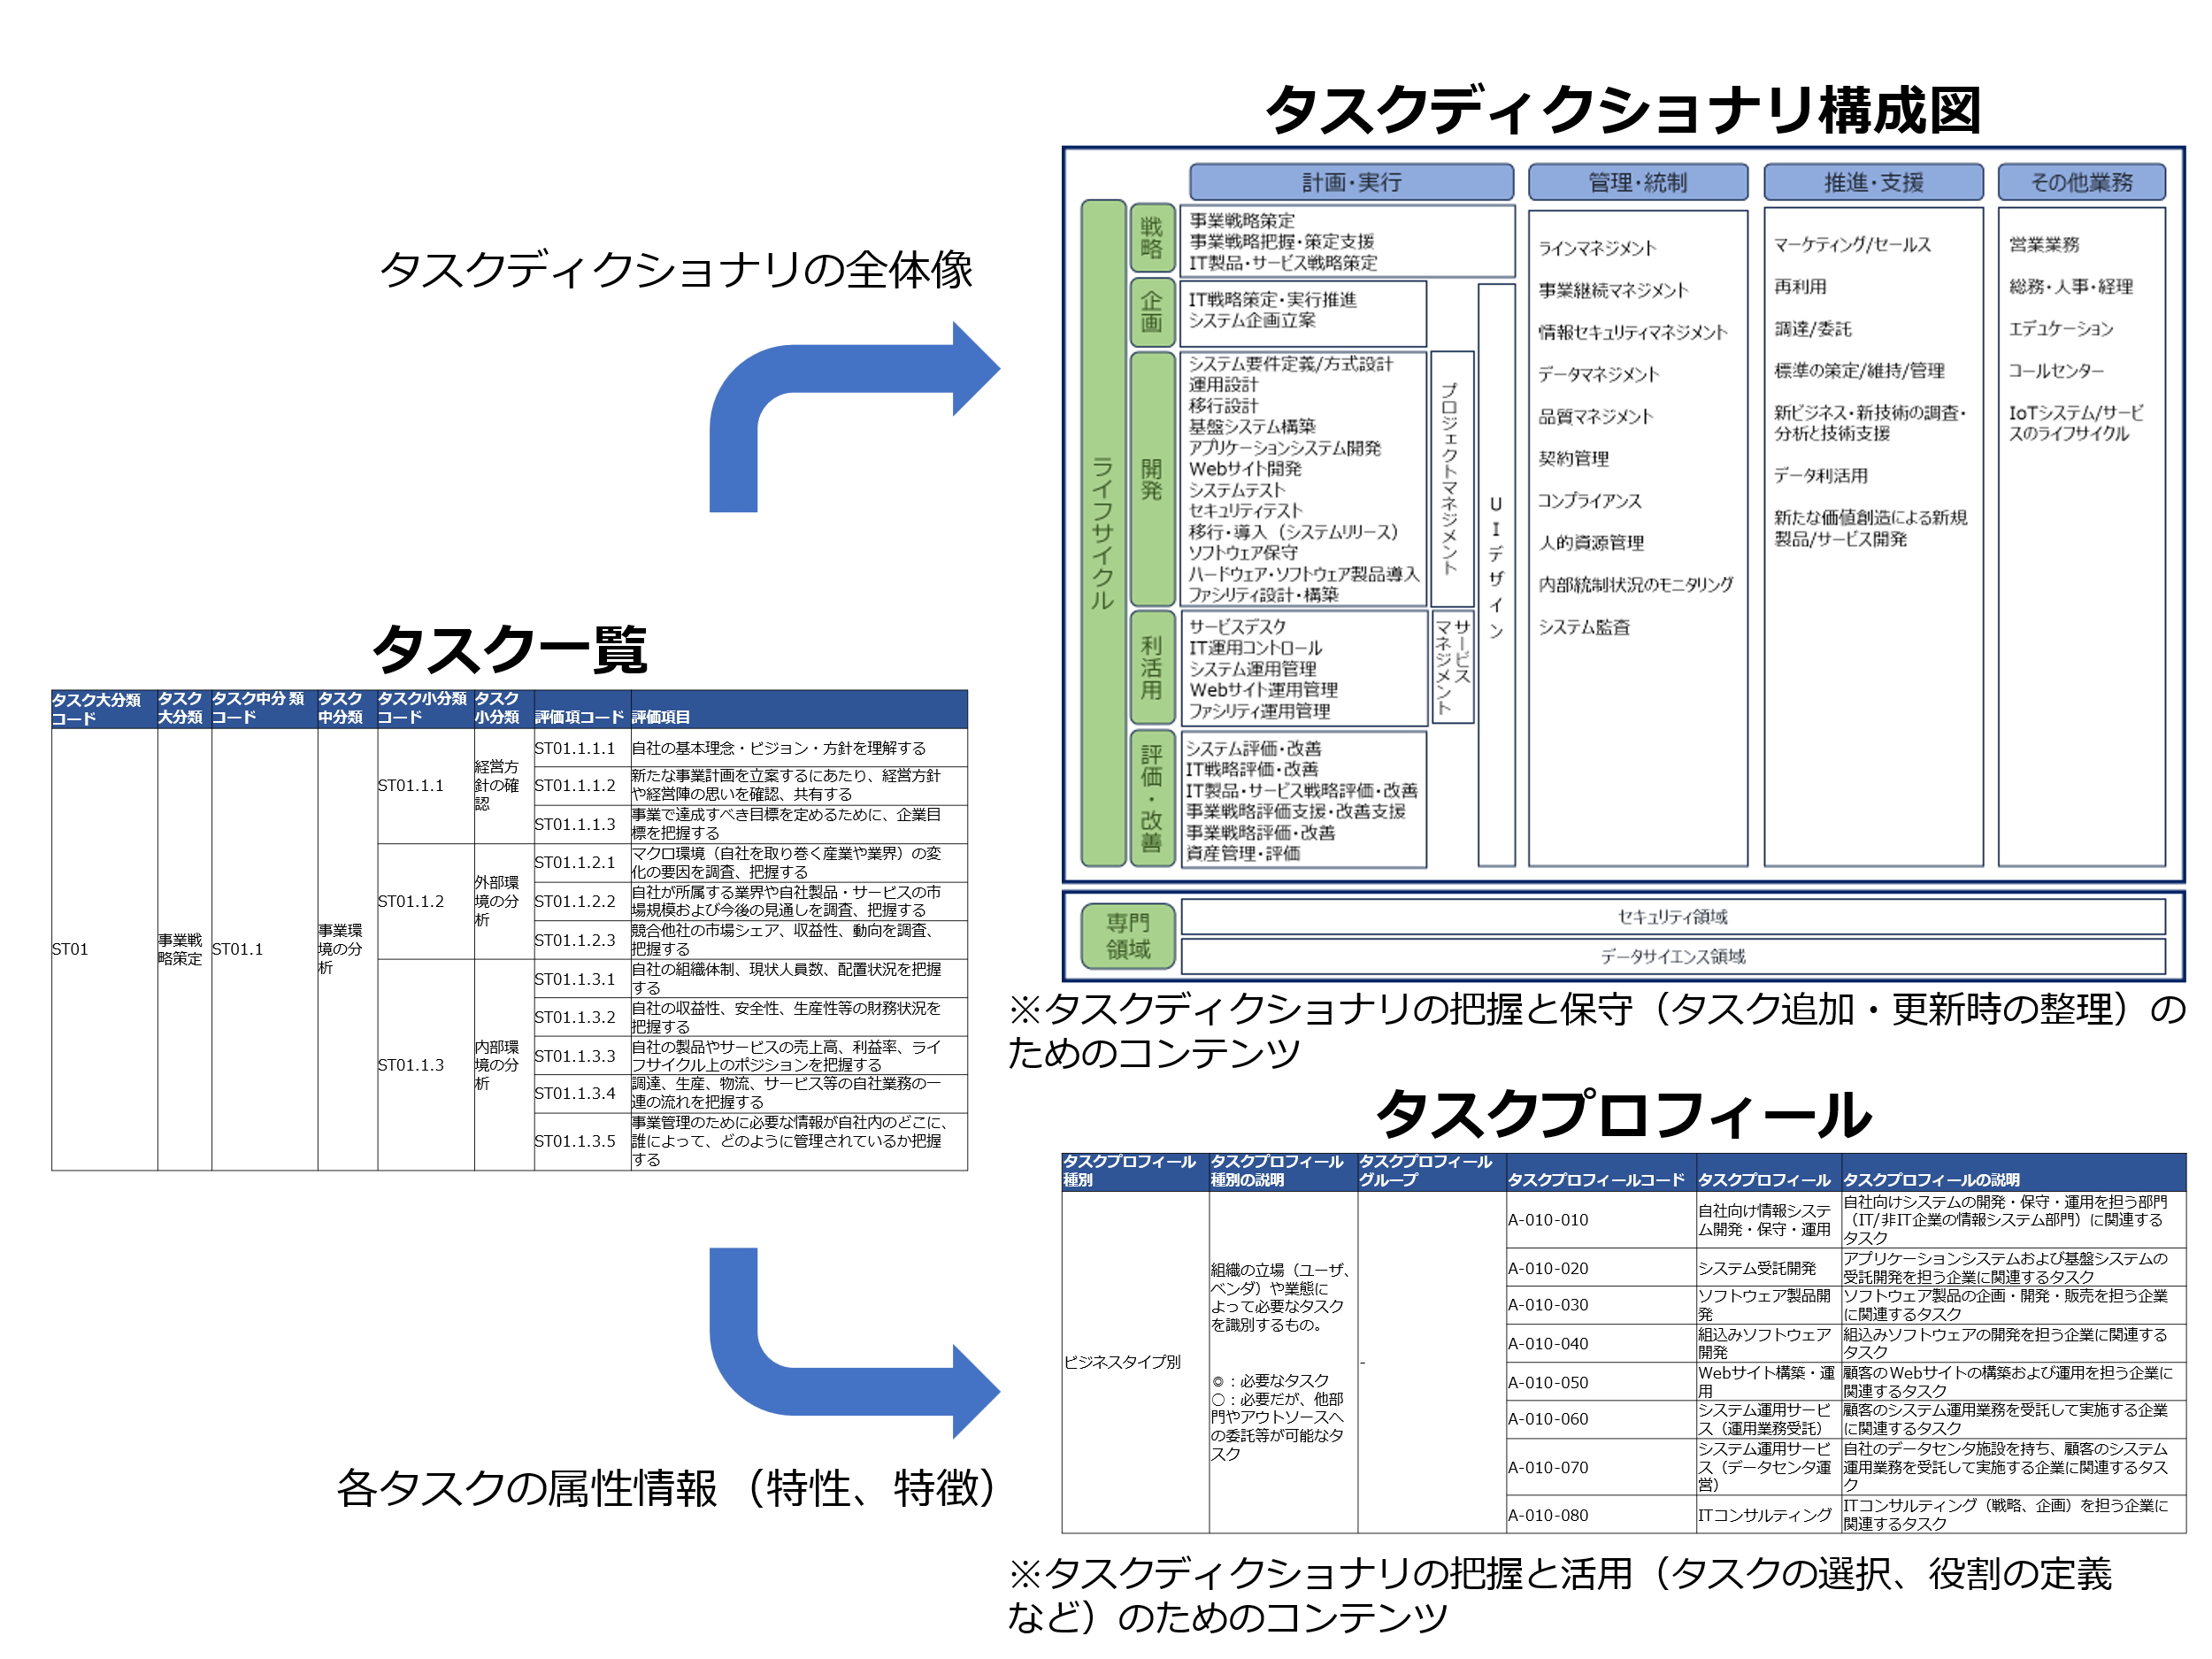 タスクディクショナリ構成図
タスクディクショナリの全体像
計画・実行
管理・統制
推進・支援
その他業務
ライフサイクル
戦略
事業戦略策定
事業戦略把握・策定支援
IT製品・サービス戦略策定
企画
IT戦略策定・実行推進
システム企画立案
開発
システム要件定義/方式設計
運用設計
移行設計
基盤システム構築
アプリケーションシステム開発
Webサイト開発
システムテスト
セキュリティテスト
移行・導入（システムリリース）
ソフトウェア保守
ハードウェア・ソフトウェア製品導入
ファシリティ設計・構築
プロジェクトマネジメント
UIデザイン
利活用
サービスデスク
IT運用コントロール
システム運用管理
Webサイト運用管理
ファシリティ運用管理
サービス
マネジメント
評価・改善
システム評価・改善
IT戦略評価・改善
IT製品・サービス戦略評価・改善
事業戦略評価支援・改善支援
事業戦略評価・改善
資産管理・評価
ラインマネジメント
事業継続マネジメント
情報セキュリティマネジメント
データマネジメント
品質マネジメント
契約管理
コンプライアンス
人的資源管理
内部統制状況のモニタリング
システム監査
マーケティング/セールス
再利用
調達/委託
標準の策定/維持/管理
新ビジネス・新技術の調査・
分析と技術支援
データ利活用
新たな価値創造による新規
製品/サービス開発
営業業務
総務・人事・経理
エデュケーション
コールセンター
IoTシステム/サービ
スのライフサイクル
専門
領域
セキュリティ領域
データサイエンス領域
※タスクディクショナリの把握と保守（タスク追加・更新時の整理）の
ためのコンテンツ
タスク一覧
タスク大分類
コード
タスク
大分類
タスク中分類
コード
タスク
中分類
タスク小分類
コード
タスク
小分類
評価項コード
評価項目
ST01
事業戦
略策定
ST01.1
事業環
境の分
析
ST01.1.1
経営方
針の確
認
ST01.1.1.1
自社の基本理念・ビジョン・方針を理解する
ST01.1.1.2
新たな事業計画を立案するにあたり、経営方針
や経営陣の思いを確認、共有する
ST01.1.1.3
事業で達成すべき目標を定めるために、企業目
標を把握する
ST01.1.2
外部環
境の分
析
ST01.1.2.1
マクロ環境（自社を取り巻く産業や業界）の変
化の要因を調査、把握する
ST01.1.2.2
自社が所属する業界や自社製品・サービスの市
場規模および今後の見通しを調査、把握する
ST01.1.2.3
競合他社の市場シェア、収益性、動向を調査、
把握する
ST01.1.3
内部環
境の分
析
ST01.1.3.1
自社の組織体制、現状人員数、配置状況を把握
する
ST01.1.3.2
自社の収益性、安全性、生産性等の財務状況を
把握する
ST01.1.3.3
自社の製品やサービスの売上高、利益率、ライ
フサイクル上のポジションを把握する
ST01.1.3.4
調達、生産、物流、サービス等の自社業務の一
連の流れを把握する
ST01.1.3.5
事業管理のために必要な情報が自社内のどこに、
誰によって、どのように管理されているか把握
する
各タスクの属性情報（特性、特徴）
タスクプロフィール
タスクプロフィール
種別
タスクプロフィール
種別の説明
タスクプロフィール
グループ
タスクプロフィールコード
タスクプロフィール
タスクプロフィールの説明
ビジネスタイプ別
組織の立場（ユーザ、
ベンダ）や業態に
よって必要なタスク
を識別するもの。
◎：必要なタスク
○：必要だが、他部
門やアウトソースへ
の委託等が可能なタ
スク
-
A-010-010
自社向け情報システ
ム開発・保守・運用
自社向けシステムの開発・保守・運用を担う部門
（IT/非IT企業の情報システム部門）に関連する
タスク
A-010-020
システム受託開発
アプリケーションシステムおよび基盤システムの
受託開発を担う企業に関連するタスク
A-010-030
ソフトウェア製品開
発
ソフトウェア製品の企画・開発・販売を担う企業
に関連するタスク
A-010-040
組込みソフトウェア
開発
組込みソフトウェアの開発を担う企業に関連する
タスク
A-010-050
Webサイト構築・運
用
顧客のWebサイトの構築および運用を担う企業に
関連するタスク
A-010-060
システム運用サービ
ス（運用業務受託）
顧客のシステム運用業務を受託して実施する企業
に関連するタスク
A-010-070
システム運用サービ
ス（データセンタ運
営）
自社のデータセンタ施設を持ち、顧客のシステム
運用業務を受託して実施する企業に関連するタス
ク
A-010-080
ITコンサルティング
ITコンサルティング（戦略、企画）を担う企業に
関連するタスク
※タスクディクショナリの把握と活用（タスクの選択、役割の定義
など）のためのコンテンツ